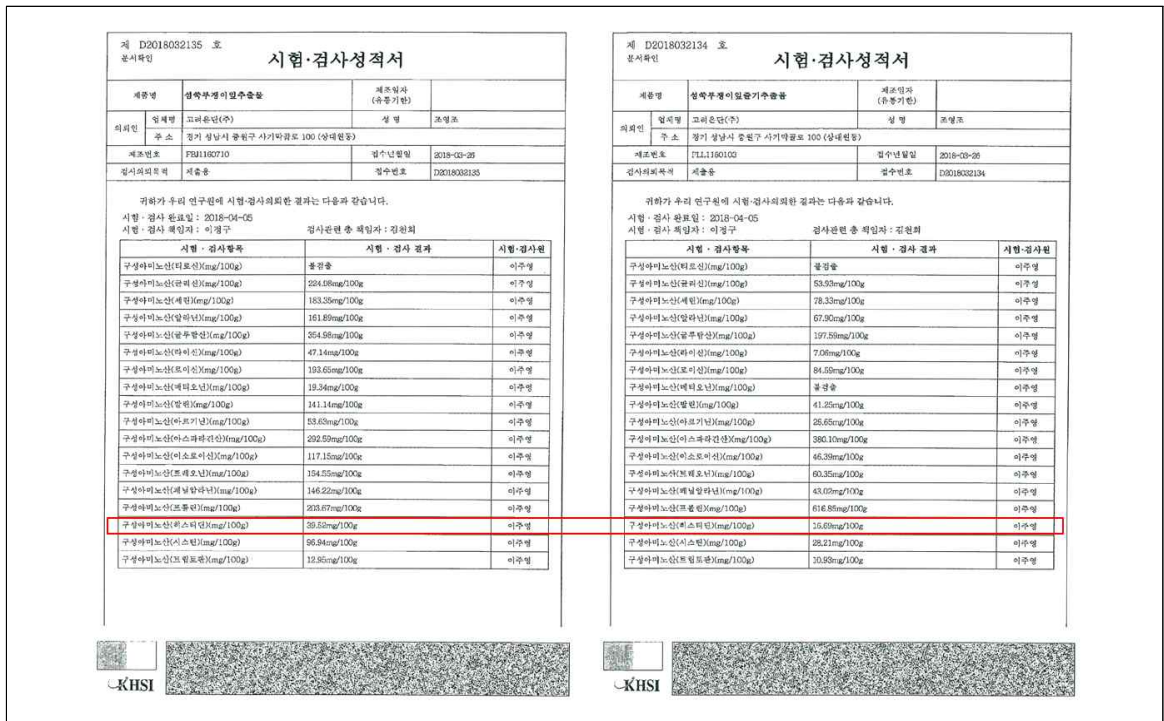 제 D2018032135 호
문서확인
시험·검사성적서
제품명 섬쑥부쟁이잎추출물 제조일자
(유통기한)
의뢰인 업체명 고려은단(주) 성 명 조영조
주 소 경기 성남시 중원구 사기막골로 100 (상대원동)
제조번호 FBJ1160710 접수년월일 2018-03-26
검사의뢰목적 제출용 접수번호 D2018032135
귀하가 우리 연구원에 시험·검사의뢰한 결과는 다음과 같습니다.
시험 · 검사 완료일 : 2018-04-05
시험 · 검사 책임자 : 이정구 검사관련 총 책임자 : 김천회
시험 · 검사항목 시험 · 검사 결과 시험·검사원
구성아미노산(티로신)(mg/100g) 불검출 이주영
구성아미노산(글리신)(mg/100g) 224.08mg/100g 이주영
구성아미노산(세린)(mg/100g) 183.35mg/100g 이주영
구성아미노산(알라닌)(mg/100g) 161.89mg/100g 이주영
구성아미노산(글루탐산)(mg/100g) 354.98mg/100g 이주영
구성아미노산(라이신)(mg/100g) 47.14mg/100g 이주영
구성아미노산(로이신)(mg/100g) 193.65mg/100g 이주영
구성아미노산(메티오닌)(mg/100g) 19.34mg/100g 이주영
구성아미노산(발린)(mg/100g) 141.14mg/100g 이주영
구성아미노산(아르기닌)(mg/100g) 53.63mg/100g 이주영
구성아미노산(아스파라긴산)(mg/100g) 292.59mg/100g 이주영
구성아미노산(이소로이신)(mg/100g) 117.15mg/100g 이주영
구성아미노산(트레오닌)(mg/100g) 154.55mg/100g 이주영
구성아미노산(페닐알라닌)(mg/100g) 146.22mg/100g 이주영
구성아미노산(프롤린)(mg/100g) 203.67mg/100g 이주영
구성아미노산(히스티딘)(mg/100g) 39.52mg/100g 이주영
구성아미노산(시스틴)(mg/100g) 96.94mg/100g 이주영
구성아미노산(트립토판)(mg/100g) 12.95mg/100g 이주영
KHSI
제 D2018032134 호
문서확인
시험·검사성적서
제품명 섬쑥부쟁이잎줄기추출물 제조일자
(유통기한)
의뢰인 업체명 고려은단(주) 성 명 조영조
주 소 경기 성남시 중원구 사기막골로 100 (상대원동)
제조번호 접수년월일 2018-03-26
검사의뢰목적 제출용 접수번호 D2018032134
귀하가 우리 연구원에 시험·검사의뢰한 결과는 다음과 같습니다.
시험 · 검사 완료일 : 2018-04-05
시험 · 검사 책임자 : 이정구 검사관련 총 책임자 : 김천회
시험 · 검사항목 시험 · 검사 결과 시험·검사원
구성아미노산(티로신)(mg/100g) 불검출 이주영
구성아미노산(글리신)(mg/100g) 53.93mg/100g 이주영
구성아미노산(세린)(mg/100g) 78.33mg/100g 이주영
구성아미노산(알라닌)(mg/100g) 67.90mg/100g 이주영
구성아미노산(글루탐산)(mg/100g) 197.59mg/100g 이주영
구성아미노산(라이신)(mg/100g) 7.06mg/100g 이주영
구성아미노산(로이신)(mg/100g) 84.59mg/100g 이주영
구성아미노산(메티오닌)(mg/100g) 불검출 이주영
구성아미노산(발린)(mg/100g) 41.25mg/100g 이주영
구성아미노산(아르기닌)(mg/100g) 26.65mg/100g 이주영
구성아미노산(아스파라긴산)(mg/100g) 380.10mg/100g 이주영
구성아미노산(이소로이신)(mg/100g) 46.39mg/100g 이주영
구성아미노산(트레오닌)(mg/100g) 60.35mg/100g 이주영
구성아미노산(페닐알라닌)(mg/100g) 43.02mg/100g 이주영
구성아미노산(프롤린)(mg/100g) 616.85mg/100g 이주영
구성아미노산(히스티딘)(mg/100g) 16.69mg/100g 이주영
구성아미노산(시스틴)(mg/100g) 28.21mg/100g 이주영
구성아미노산(트립토판)(mg/100g) 10.93mg/100g 이주영
KHSI